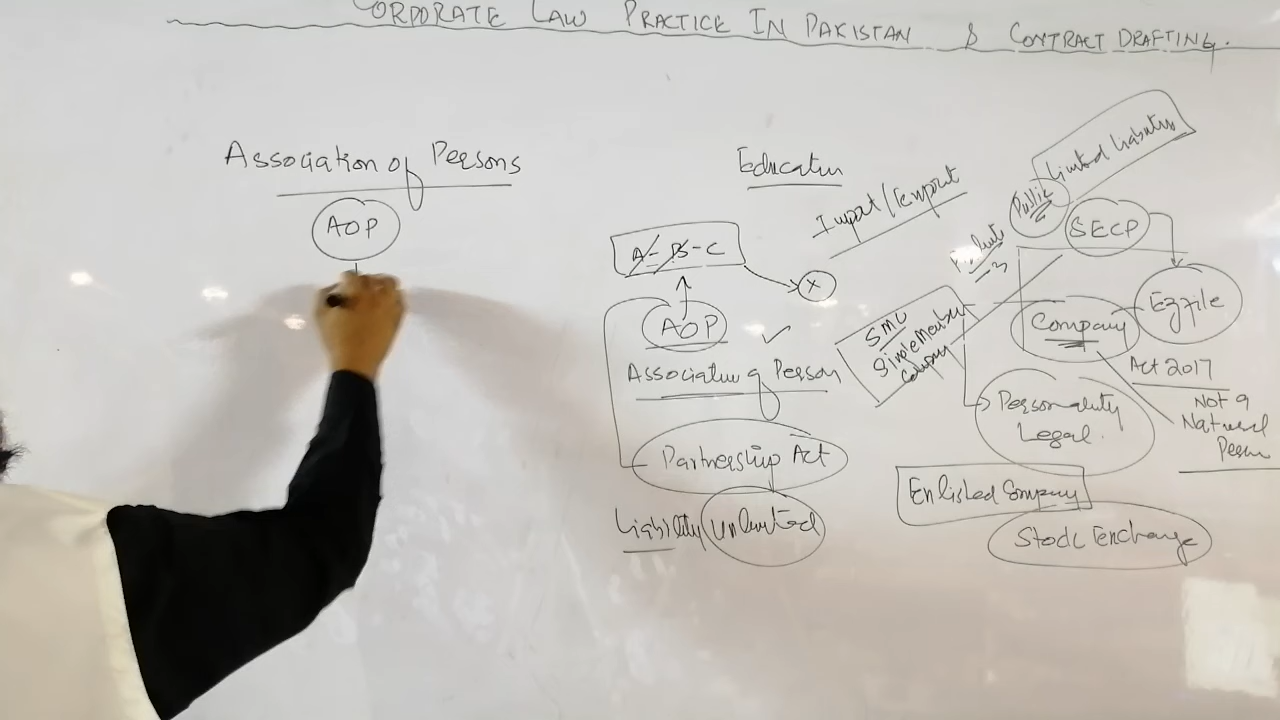 CORPORATE LAW PRACTICE IN PAKISTAN & CONTRACT DRAFTING.
Association of Persons
AOP
Education
Import/Export
A-B-C
X
AOP
Association of Person
Partnership Act
Liability Unlimited
Limited Liability
Public
SECP
Private
SMC
Single Member
Company
Company
Ezfile
Act 2017
Not a
Natural
Person
Personality
Legal.
Enlisted Company
Stock Exchange